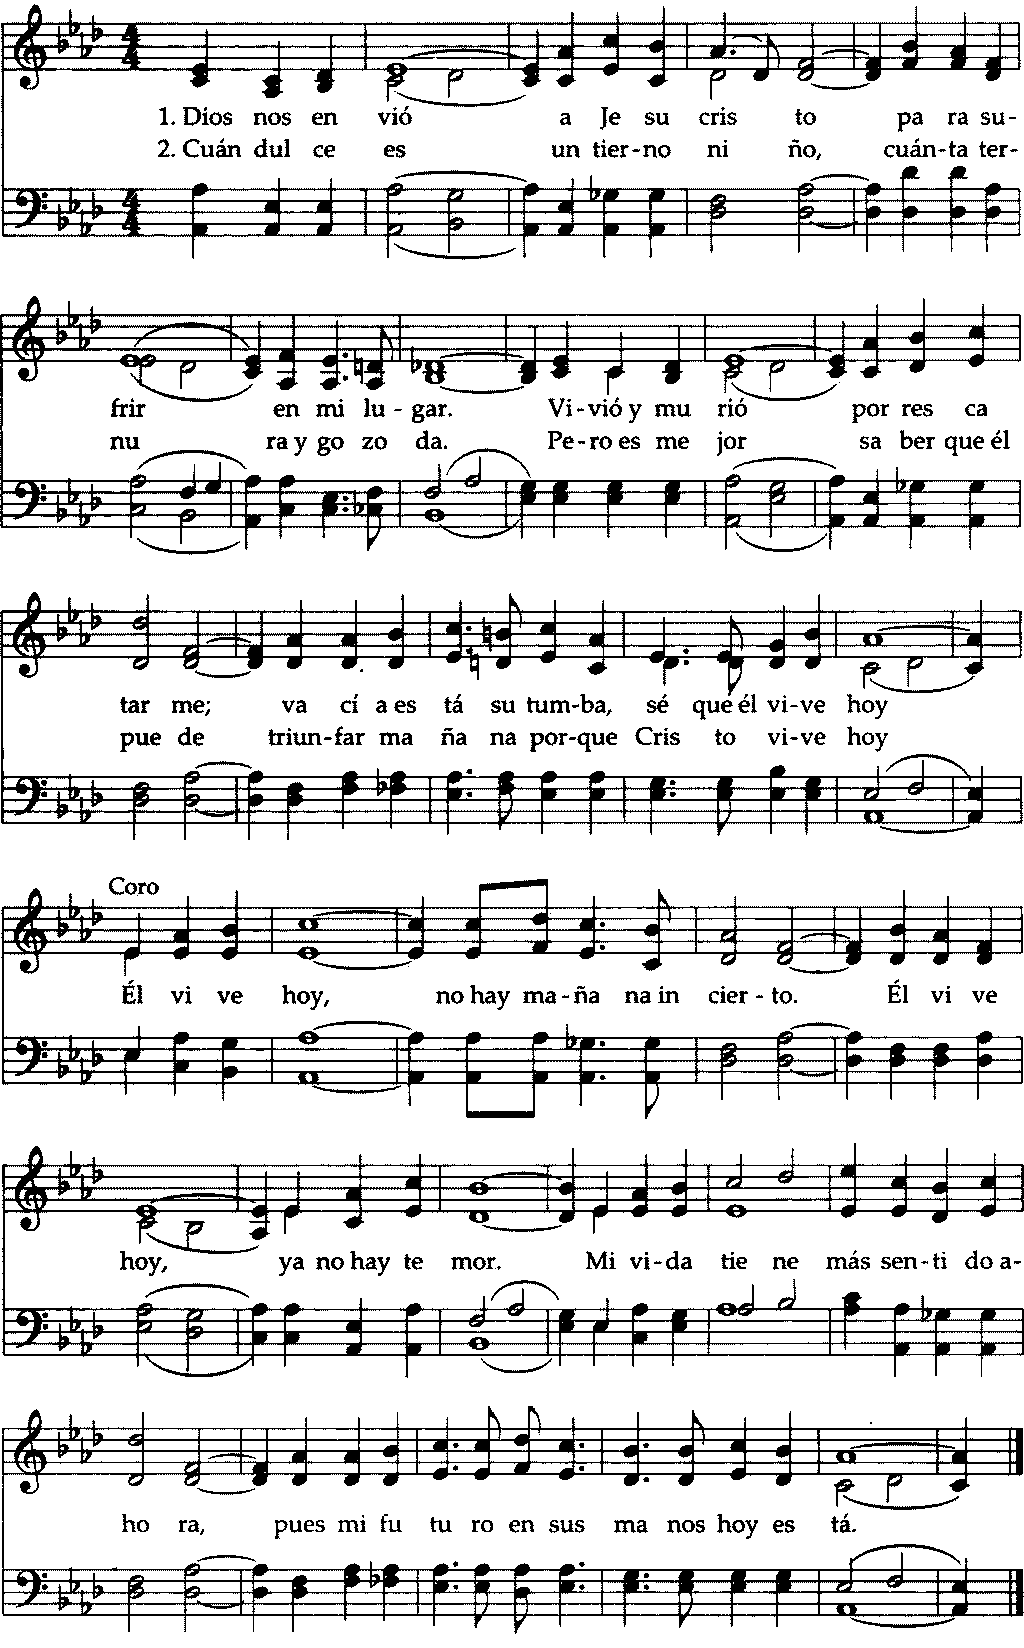 1. Dios nos en vió a Je su cris - to pa ra su-
2. Cuán dul ce es un tier-no ni ño, cuán-ta ter-
frir en mi lu - gar. Vi-vió y mu rió por res ca
nu ra y go zo da. Pe-ro es me jor sa ber que él
tar me; va cí a es tá su tum-ba, sé que él vi-ve hoy
pue de triun-far ma ña na por-que Cris to vi-ve hoy
Coro
Él vi ve hoy, no hay ma-ña na in cier-to. Él vi ve
hoy, ya no hay te mor. Mi vi-da tie ne más sen-ti do a-
ho ra, pues mi fu tu ro en sus ma nos hoy es tá.